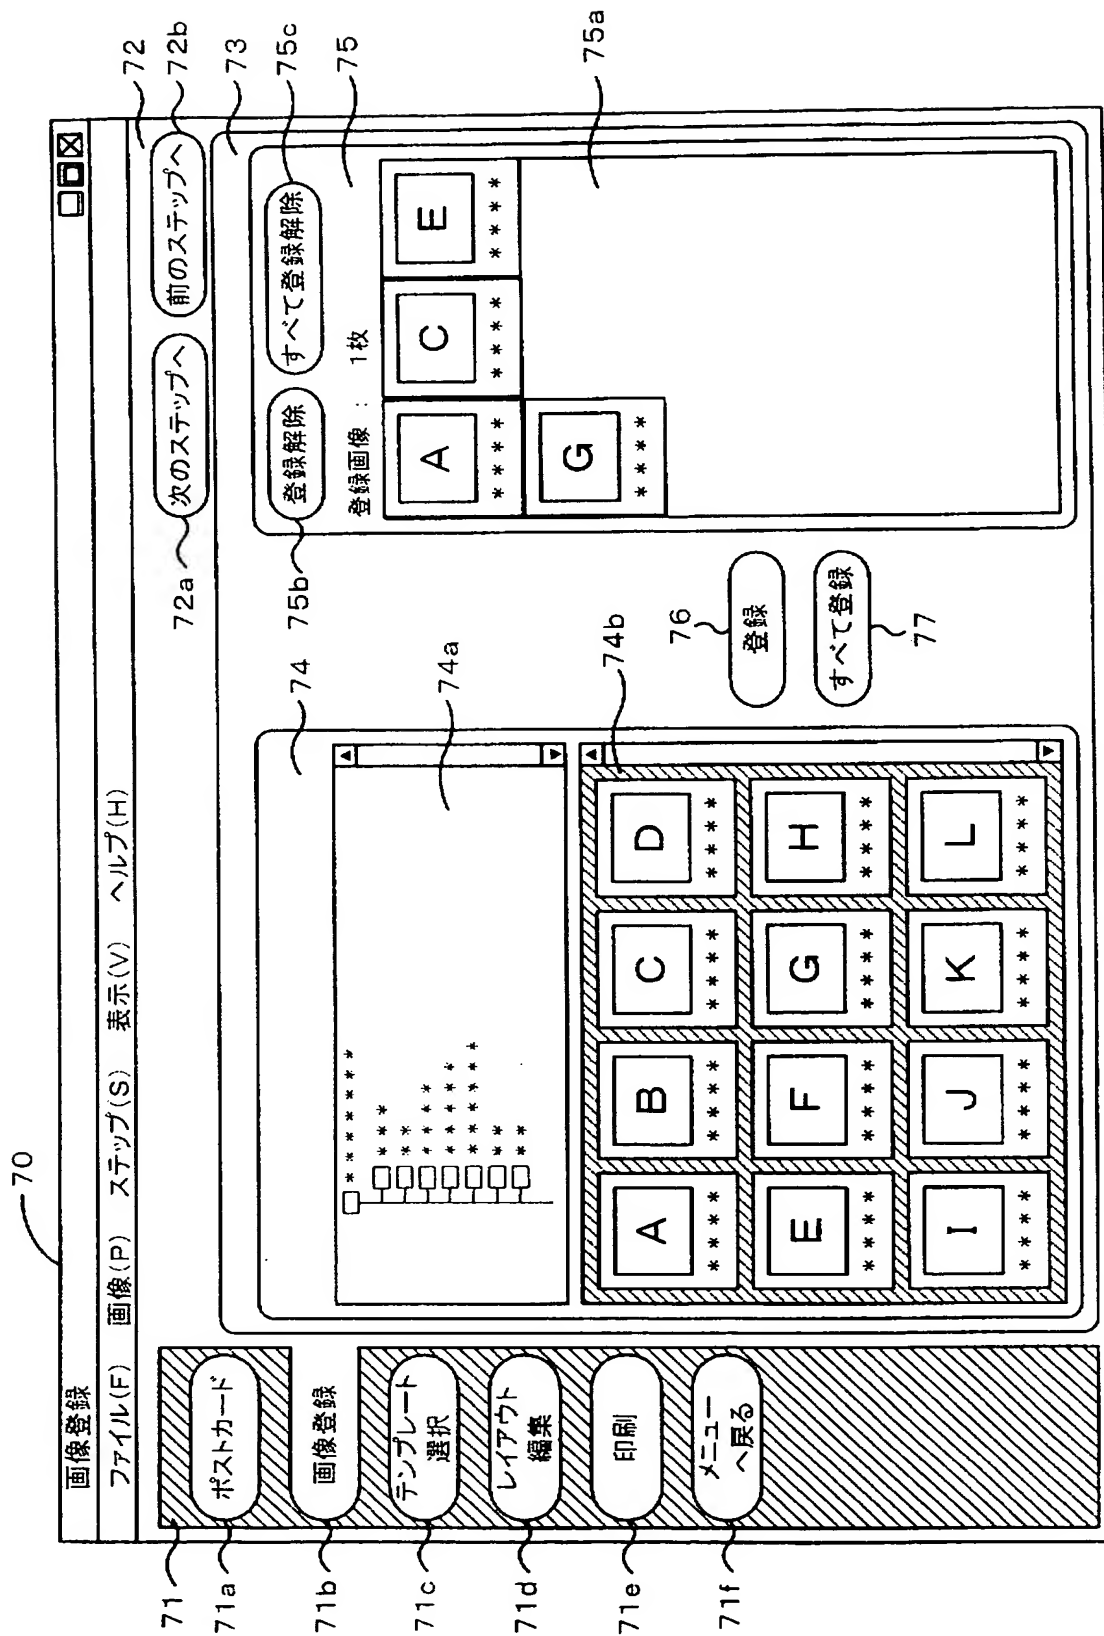 70
画像登録
ファイル(F) 画像(P) ステップ(S) 表示(V) ヘルプ(H)
72
72a 次のステップへ 前のステップへ 72b
73
71
71a ポストカード
71b 画像登録
71c テンプレート
選択
71d レイアウト
編集
71e 印刷
71f メニュー
へ戻る
74
74a
* * * * * * * *
* * *
* *
* * * *
* * * * *
* * * * * *
* *
* *
74b
A B C D
* * * * * * * * * * * * * * * *
E F G H
* * * * * * * * * * * * * * * *
I J K L
* * * * * * * * * * * * * * * *
76
登録
すべて登録
77
75b 登録解除 すべて登録解除 75c
75
登録画像 : 1枚
A C E
* * * * * * * * * * * *
G
* * * *
75a